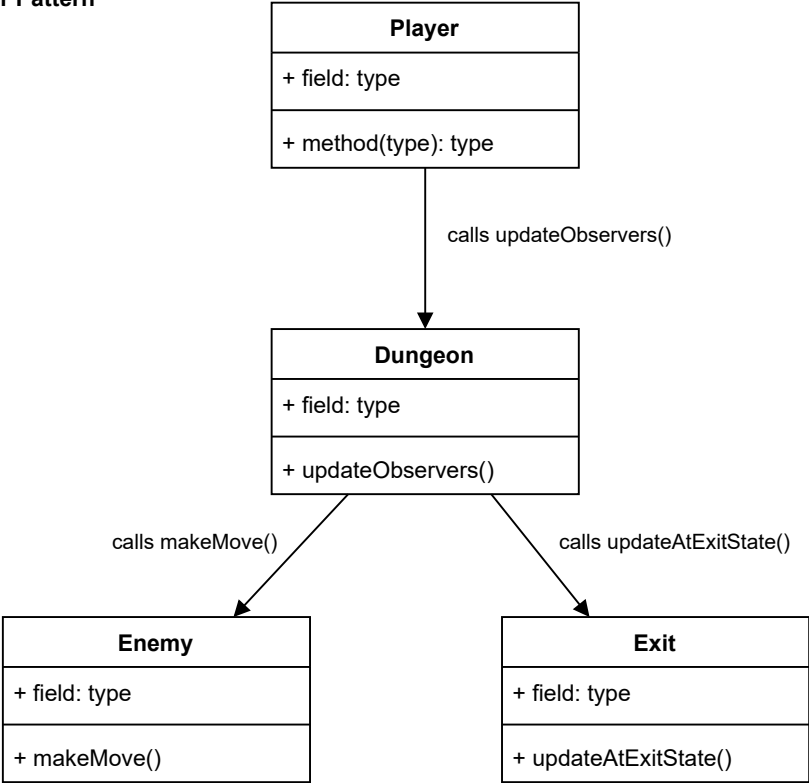 Pattern
Player
+ field: type
+ method(type): type
calls updateObservers()
Dungeon
+ field: type
+ updateObservers()
calls makeMove()
calls updateAtExitState()
Enemy
+ field: type
+ makeMove()
Exit
+ field: type
+ updateAtExitState()